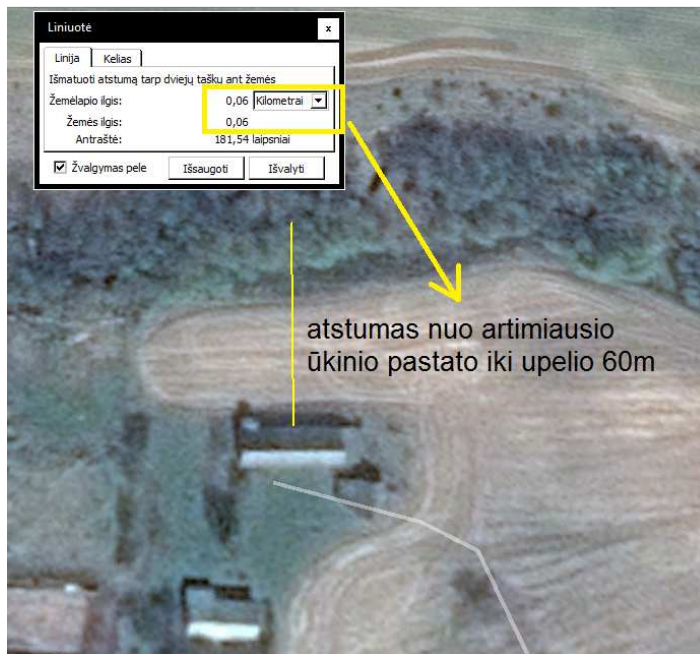 Liniuotė
x
Linija Kelias
Išmatuoti atstumą tarp dviejų taškų ant žemės
Žemėlapio ilgis: 0,06 Kilometrai
Žemės ilgis: 0,06
Antraštė: 181,54 laipsniai
Žvalgymas pele Išsaugoti Išvalyti
atstumas nuo artimiausio
ūkinio pastato iki upelio 60m